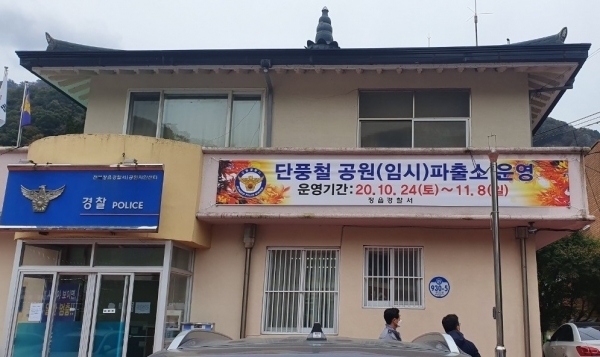 단풍철 공원(임시)파출소 운영
운영기간: 20. 10. 24(토)~ 11. 8(일)
정읍경찰서
경찰 POLICE
930-5